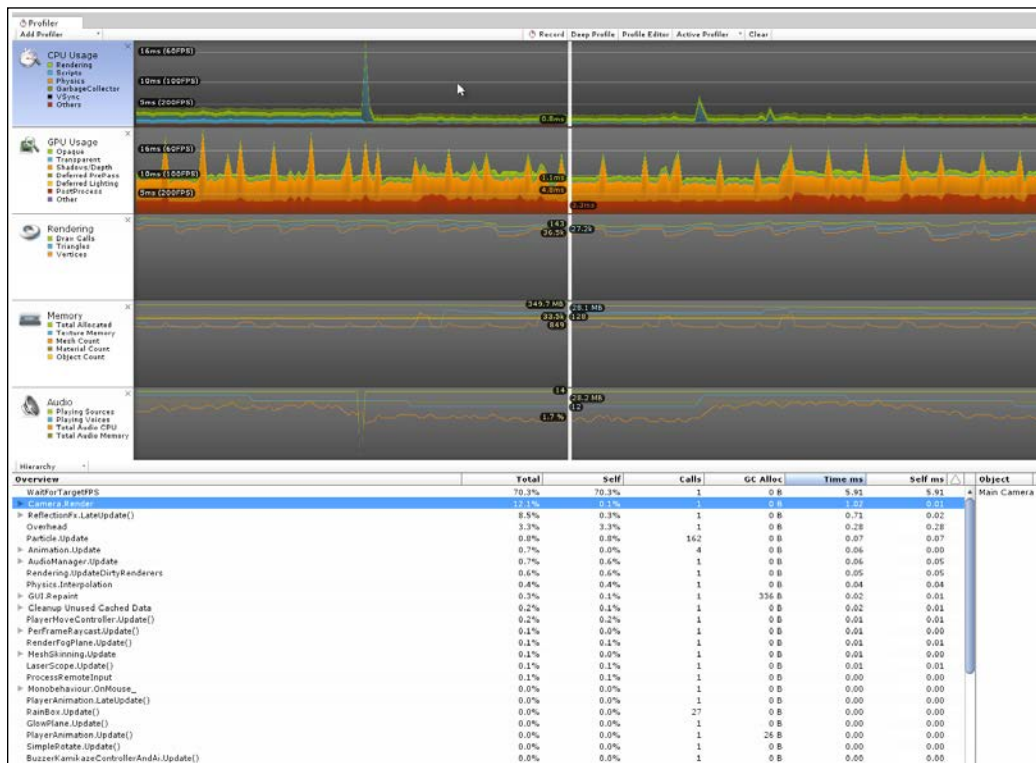 Profiler
Add Profiler
Record Deep Profile Profile Editor Active Profiler Clear
CPU Usage
Rendering
Scripts
Physics
GarbageCollector
VSync
Others
16ms (60FPS)
10ms (100FPS)
5ms (200FPS)
0.8ms
GPU Usage
Opaque
Transparent
Shadows/Depth
Deferred PrePass
Deferred Lighting
PostProcess
Other
16ms (60FPS)
10ms (100FPS)
5ms (200FPS)
1.1ms
4.8ms
3.3ms
Rendering
Draw Calls
Triangles
Vertices
143
36.5k 27.2k
Memory
Total Allocated
Texture Memory
Mesh Count
Material Count
Object Count
349.7 MB 28.1 MB
33.5k 128
849
Audio
Playing Sources
Playing Voices
Total Audio CPU
Total Audio Memory
14
28.2 MB
12
1.7 %
Hierarchy
Overview Total Self Calls GC Alloc Time ms Self ms Object
WaitForTargetFPS 70.3% 70.3% 1 0 B 5.91 5.91 Main Camera
Camera.Render 12.1% 0.1% 1 0 B 1.02 0.01
ReflectionFx.LateUpdate() 8.5% 0.3% 1 0 B 0.71 0.02
Overhead 3.3% 3.3% 1 0 B 0.28 0.28
Particle.Update 0.8% 0.8% 162 0 B 0.07 0.07
Animation.Update 0.7% 0.0% 4 0 B 0.06 0.00
AudioManager.Update 0.7% 0.6% 1 0 B 0.06 0.05
Rendering.UpdateDirtyRenderers 0.6% 0.6% 1 0 B 0.05 0.05
Physics.Interpolation 0.4% 0.4% 1 0 B 0.04 0.04
GUI.Repaint 0.3% 0.1% 1 336 B 0.02 0.01
Cleanup Unused Cached Data 0.2% 0.1% 1 0 B 0.02 0.01
PlayerMoveController.Update() 0.2% 0.2% 1 0 B 0.01 0.01
PerFrameRaycast.Update() 0.1% 0.0% 1 0 B 0.01 0.00
RenderFogPlane.Update() 0.1% 0.1% 1 0 B 0.01 0.01
MeshSkinning.Update 0.1% 0.0% 1 0 B 0.01 0.00
LaserScope.Update() 0.1% 0.1% 1 0 B 0.01 0.01
ProcessRemoteInput 0.1% 0.1% 1 0 B 0.00 0.00
Monobehaviour.OnMouse_ 0.0% 0.0% 1 0 B 0.00 0.00
PlayerAnimation.LateUpdate() 0.0% 0.0% 1 0 B 0.00 0.00
RainBox.Update() 0.0% 0.0% 27 0 B 0.00 0.00
GlowPlane.Update() 0.0% 0.0% 1 0 B 0.00 0.00
PlayerAnimation.Update() 0.0% 0.0% 1 26 B 0.00 0.00
SimpleRotate.Update() 0.0% 0.0% 1 0 B 0.00 0.00
BuzzerKamikazeControllerAndAi.Update() 0.0% 0.0% 1 0 B 0.00 0.00